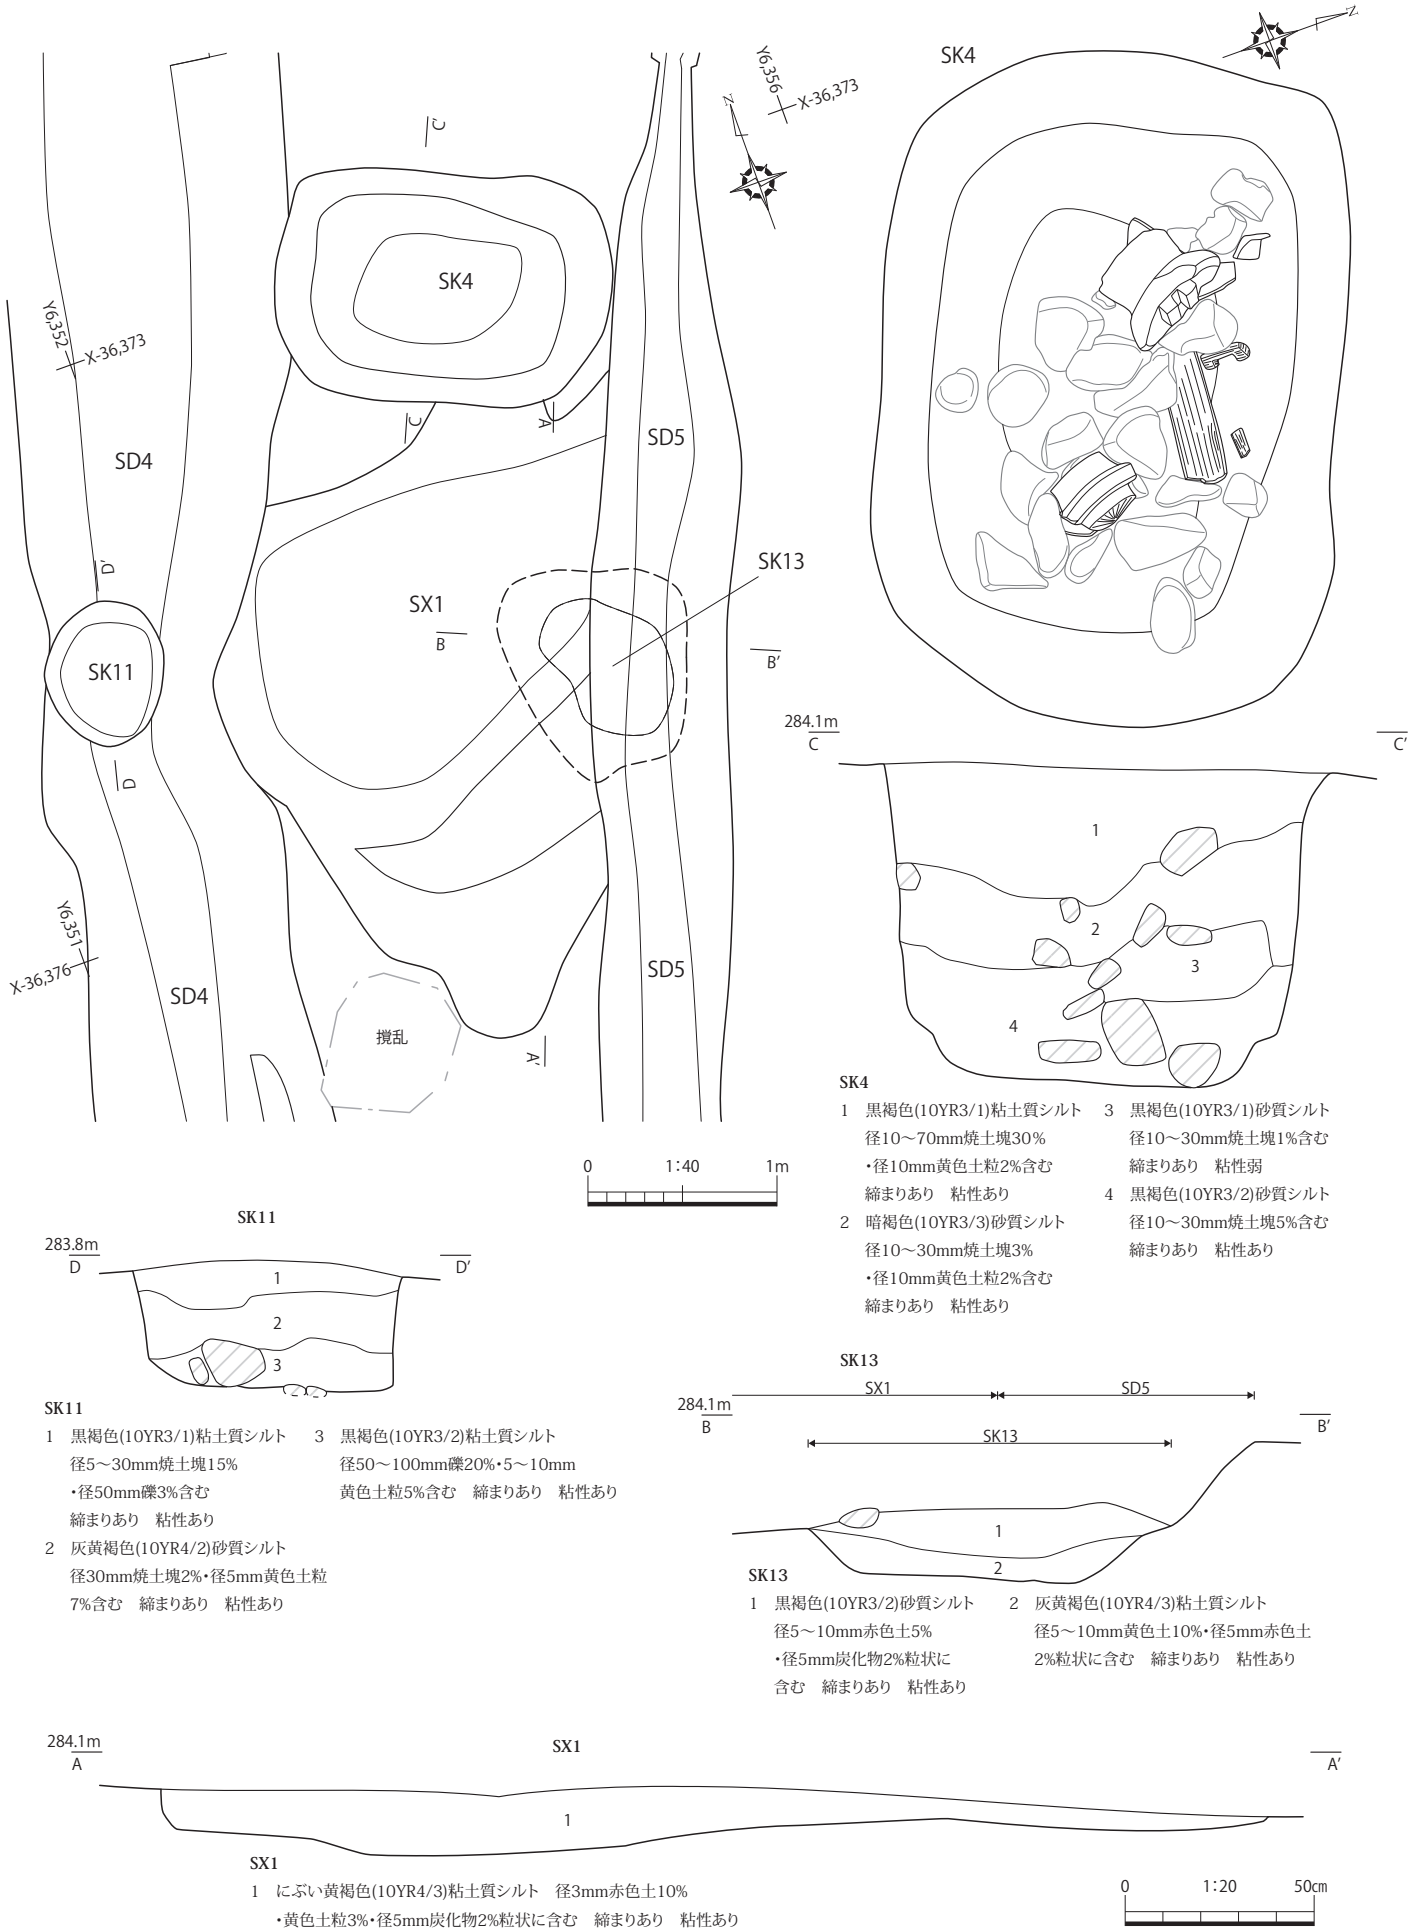 SK4
N
Y6,356
X-36,373
N
C'
SK4
Y6,352
X-36,373
C
A
SD4
SD5
D'
SX1
SK13
B
B'
SK11
D
Y6,351
X-36,376
SD4
SD5
撹乱
A'
0 1:40 1m
284.1m
C C'
1
2
3
4
SK4
1 黒褐色(10YR3/1)粘土質シルト
径10〜70mm焼土塊30%
・径10mm黄色土粒2%含む
締まりあり 粘性あり
2 暗褐色(10YR3/3)砂質シルト
径10〜30mm焼土塊3%
・径10mm黄色土粒2%含む
締まりあり 粘性あり
3 黒褐色(10YR3/1)砂質シルト
径10〜30mm焼土塊1%含む
締まりあり 粘性弱
4 黒褐色(10YR3/2)砂質シルト
径10〜30mm焼土塊5%含む
締まりあり 粘性あり
SK11
283.8m
D D'
1
2
3
SK11
1 黒褐色(10YR3/1)粘土質シルト
径5〜30mm焼土塊15%
・径50mm礫3%含む
締まりあり 粘性あり
2 灰黄褐色(10YR4/2)砂質シルト
径30mm焼土塊2%・径5mm黄色土粒
7%含む 締まりあり 粘性あり
3 黒褐色(10YR3/2)粘土質シルト
径50〜100mm礫20%・5〜10mm
黄色土粒5%含む 締まりあり 粘性あり
SK13
SX1 SD5
284.1m
B B'
SK13
1
2
SK13
1 黒褐色(10YR3/2)砂質シルト
径5〜10mm赤色土5%
・径5mm炭化物2%粒状に
含む 締まりあり 粘性あり
2 灰黄褐色(10YR4/3)粘土質シルト
径5〜10mm黄色土10%・径5mm赤色土
2%粒状に含む 締まりあり 粘性あり
284.1m
A A'
SX1
1
SX1
1 にぶい黄褐色(10YR4/3)粘土質シルト 径3mm赤色土10%
・黄色土粒3%・径5mm炭化物2%粒状に含む 締まりあり 粘性あり
0 1:20 50㎝